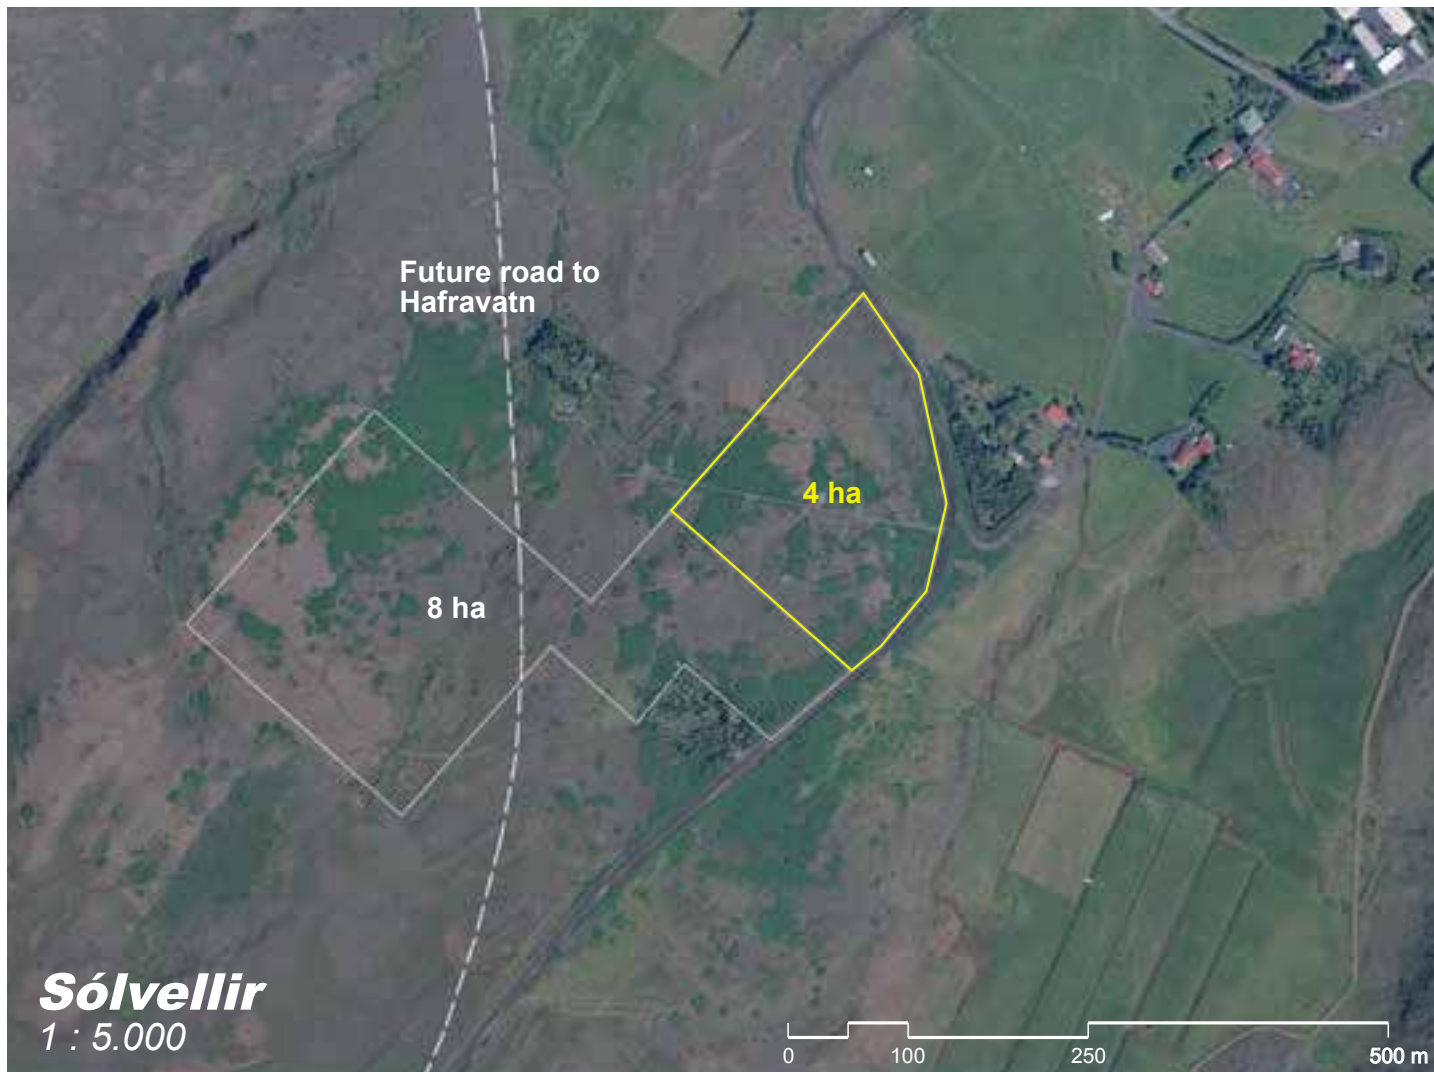 Future road to
Hafravatn
4 ha
8 ha
Sólvellir
1 : 5.000
0 100 250 500 m